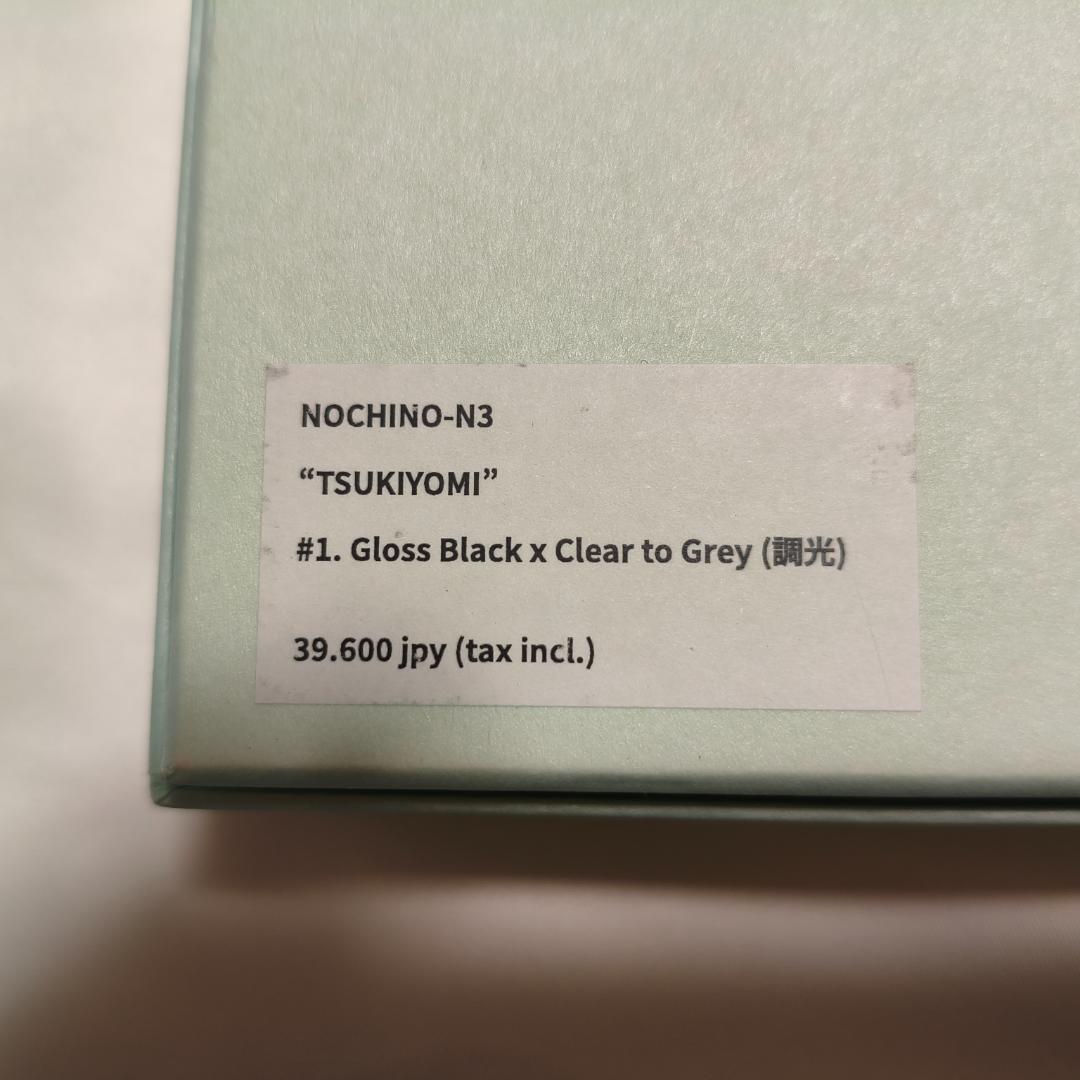 NOCHINO-N3
“TSUKIYOMI”
#1. Gloss Black x Clear to Grey (調光)
39.600 jpy (tax incl.)